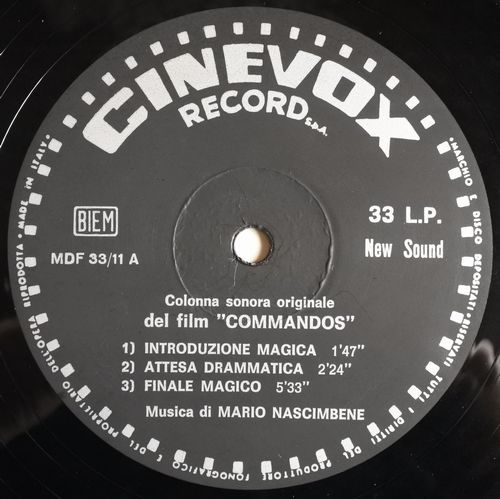 CINEVOX
RECORD S.p.A.
BIEM
MDF 33/11 A
33 L.P.
New Sound
Colonna sonora originale
del film "COMMANDOS"
1) INTRODUZIONE MAGICA 1'47"
2) ATTESA DRAMMATICA 2'24"
3) FINALE MAGICO 5'33"
Musica di MARIO NASCIMBENE
MADE IN ITALY • MARCHIO E DISCO DEPOSITATI • RISERVATI TUTTI I DIRITTI DEL PRODUTTORE FONOGRAFICO E DEL PROPRIETARIO DELL'OPERA RIPRODOTTA •